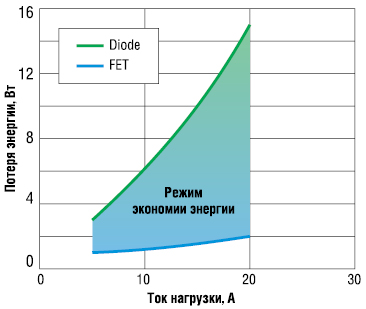 16
12
8
4
0
Потеря энергии, Вт
Diode
FET
Режим
экономии энергии
0
10
20
30
Ток нагрузки, А